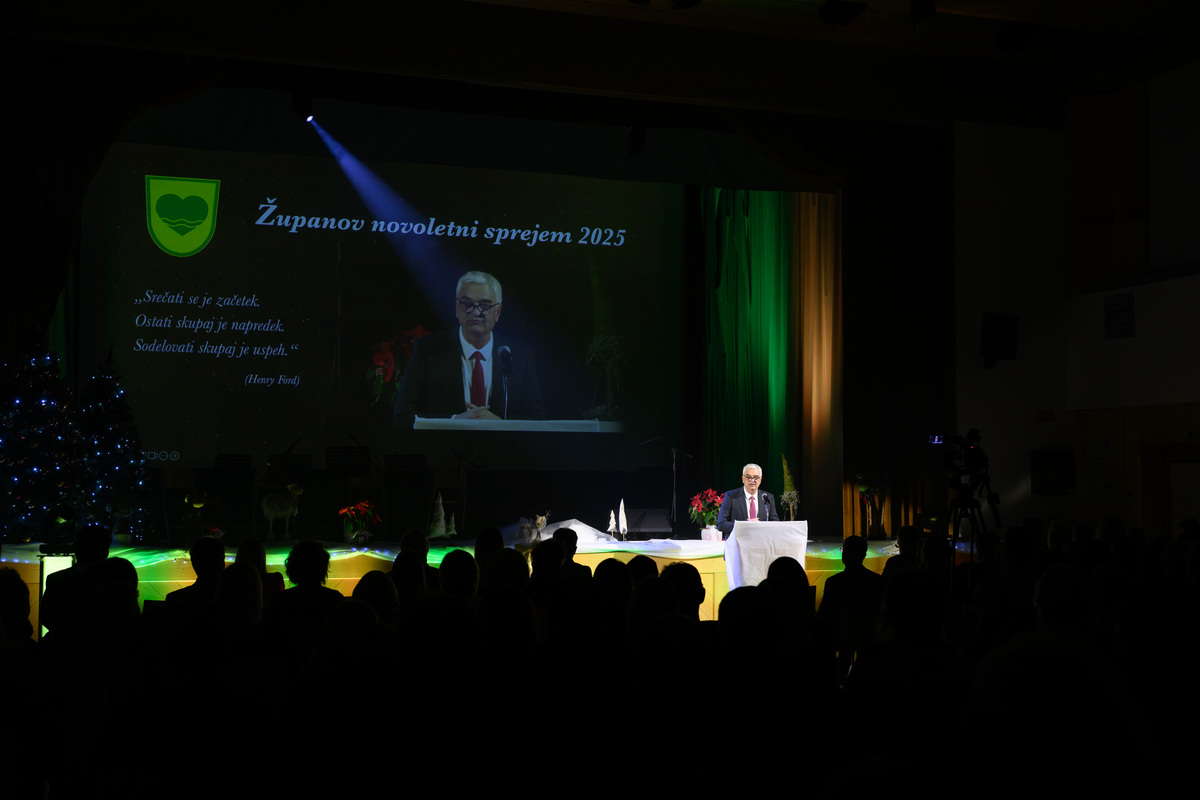 Županov novoletni sprejem 2025
„Srečati se je začetek.
Ostati skupaj je napredek.
Sodelovati skupaj je uspeh.“
(Henry Ford)